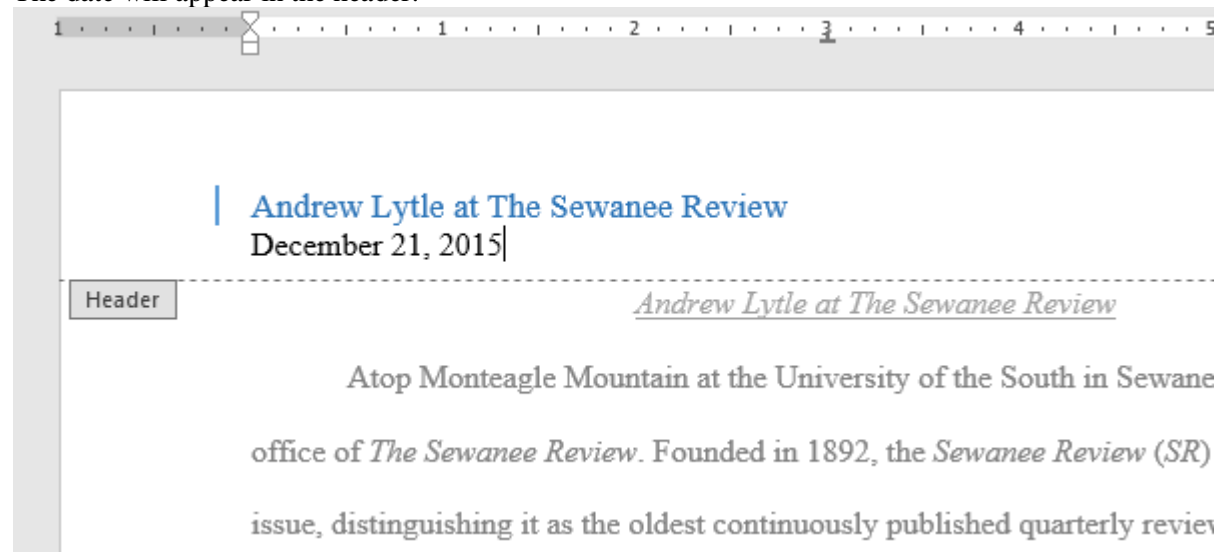 The date will appear in the header.
1 1 2 3 4 5
Andrew Lytle at The Sewanee Review
December 21, 2015
Header
Andrew Lytle at The Sewanee Review
Atop Monteagle Mountain at the University of the South in Sewane
office of The Sewanee Review. Founded in 1892, the Sewanee Review (SR)
issue, distinguishing it as the oldest continuously published quarterly review